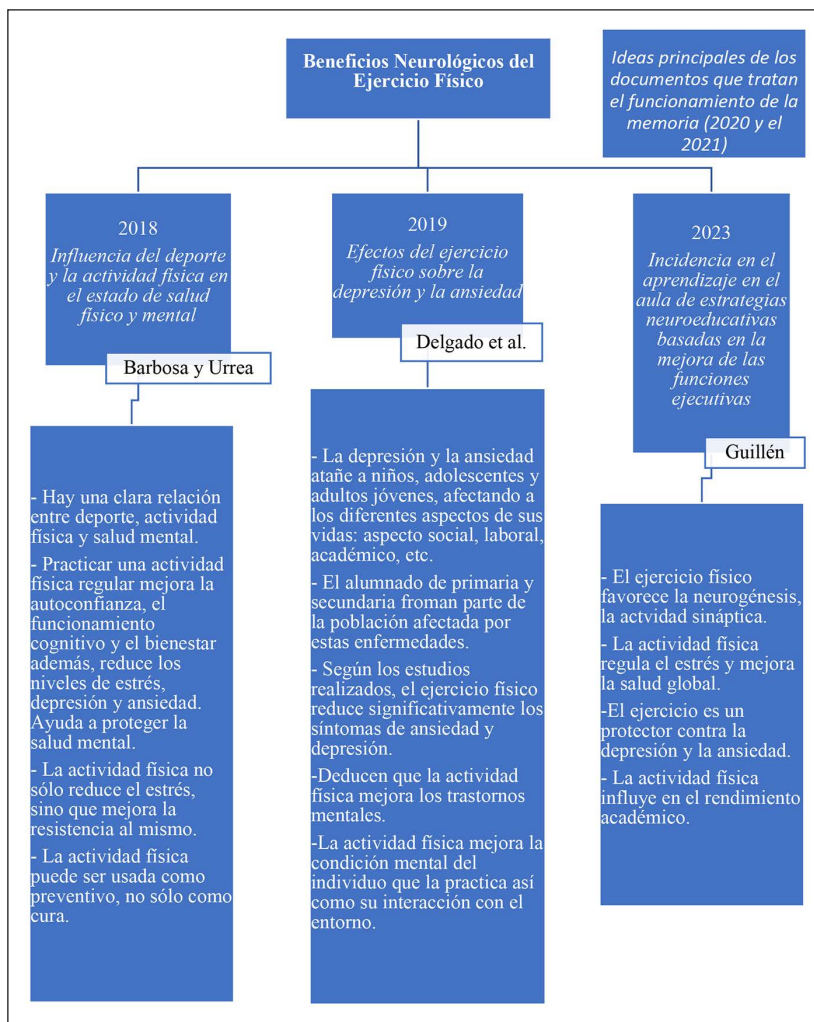 Beneficios Neurológicos del
Ejercicio Físico
Ideas principales de los
documentos que tratan
el funcionamiento de la
memoria (2020 y el
2021)
2018
Influencia del deporte
y la actividad física en
el estado de salud
físico y mental
Barbosa y Urrea
- Hay una clara relación
entre deporte, actividad
física y salud mental.
- Practicar una actividad
física regular mejora la
autoconfianza, el
funcionamiento
cognitivo y el bienestar
además, reduce los
niveles de estrés,
depresión y ansiedad.
Ayuda a proteger la
salud mental.
- La actividad física no
sólo reduce el estrés,
sino que mejora la
resistencia al mismo.
- La actividad física
puede ser usada como
preventivo, no sólo como
cura.
2019
Efectos del ejercicio
físico sobre la
depresión y la ansiedad
Delgado et al.
- La depresión y la ansiedad
atañe a niños, adolescentes y
adultos jóvenes, afectando a
los diferentes aspectos de sus
vidas: aspecto social, laboral,
académico, etc.
- El alumnado de primaria y
secundaria froman parte de
la población afectada por
estas enfermedades.
- Según los estudios
realizados, el ejercicio físico
reduce significativamente los
síntomas de ansiedad y
depresión.
-Deducen que la actividad
física mejora los trastornos
mentales.
-La actividad física mejora la
condición mental del
individuo que la practica así
como su interacción con el
entorno.
2023
Incidencia en el
aprendizaje en el
aula de estrategias
neuroeducativas
basadas en la
mejora de las
funciones
ejecutivas
Guillén
- El ejercicio físico
favorece la neurogénesis,
la actvidad sináptica.
- La actividad física
regula el estrés y mejora
la salud global.
-El ejercicio es un
protector contra la
depresión y la ansiedad.
- La actividad física
influye en el rendimiento
académico.